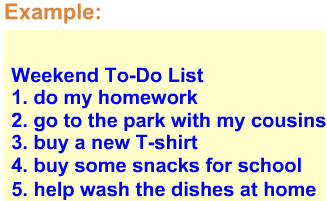 Example:
Weekend To-Do List
1. do my homework
2. go to the park with my cousins
3. buy a new T-shirt
4. buy some snacks for school
5. help wash the dishes at home